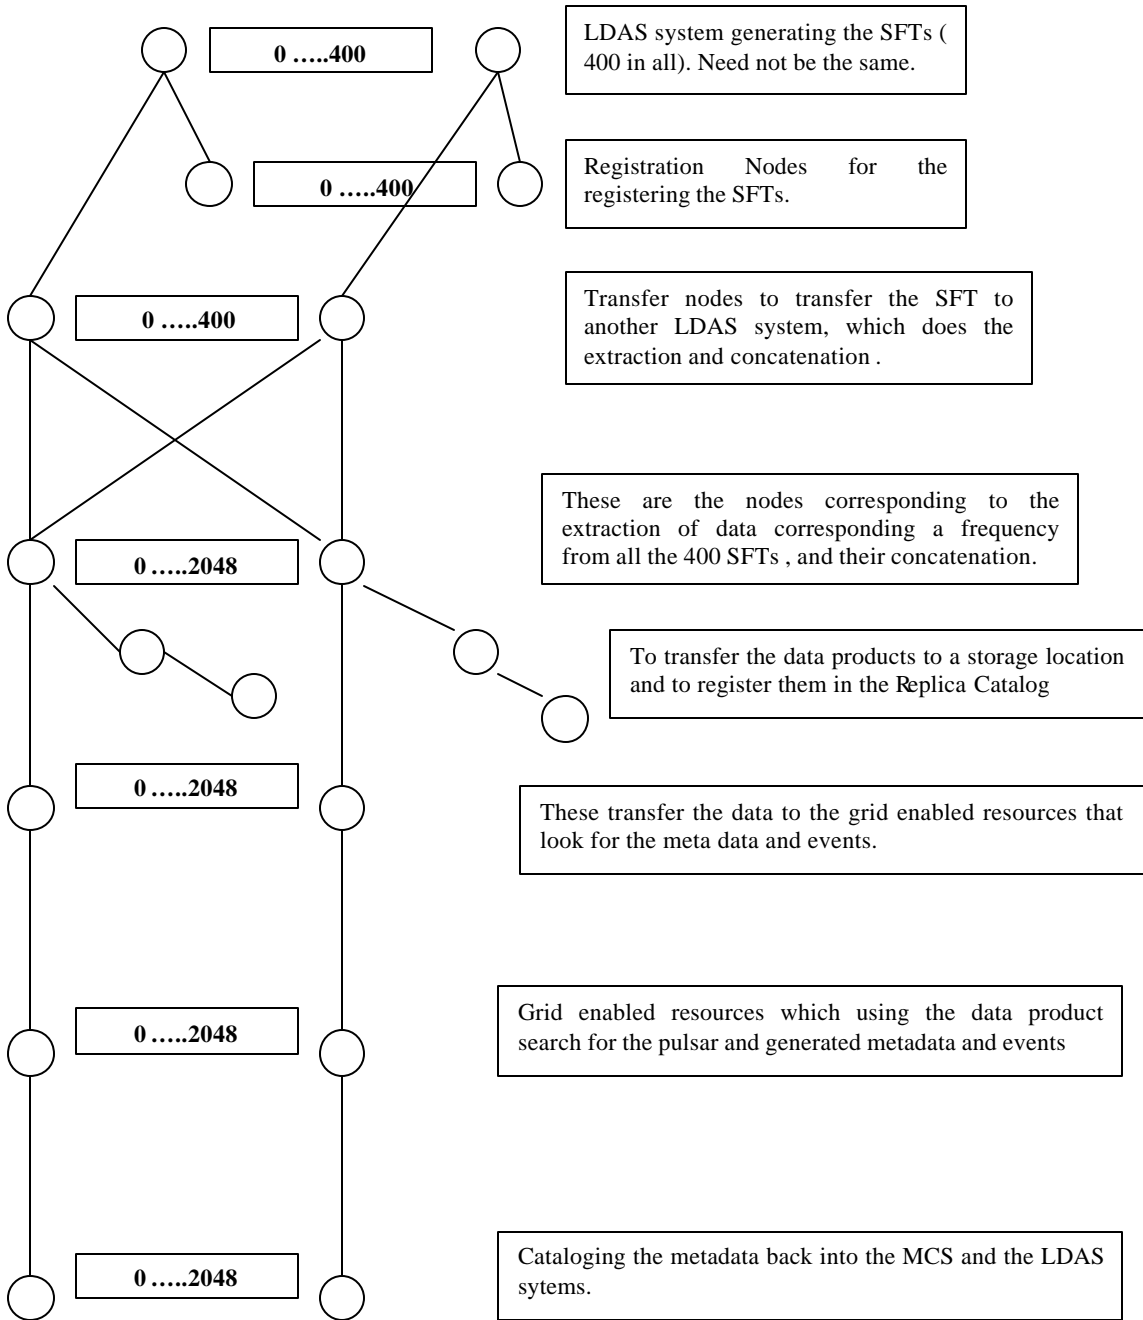 0 …..400
LDAS system generating the SFTs (
400 in all). Need not be the same.
0 …..400
Registration Nodes for the
registering the SFTs.
0 …..400
Transfer nodes to transfer the SFT to
another LDAS system, which does the
extraction and concatenation .
These are the nodes corresponding to the
extraction of data corresponding a frequency
from all the 400 SFTs , and their concatenation.
0 …..2048
To transfer the data products to a storage location
and to register them in the Replica Catalog
0 …..2048
These transfer the data to the grid enabled resources that
look for the meta data and events.
Grid enabled resources which using the data product
search for the pulsar and generated metadata and events
0 …..2048
Cataloging the metadata back into the MCS and the LDAS
sytems.
0 …..2048